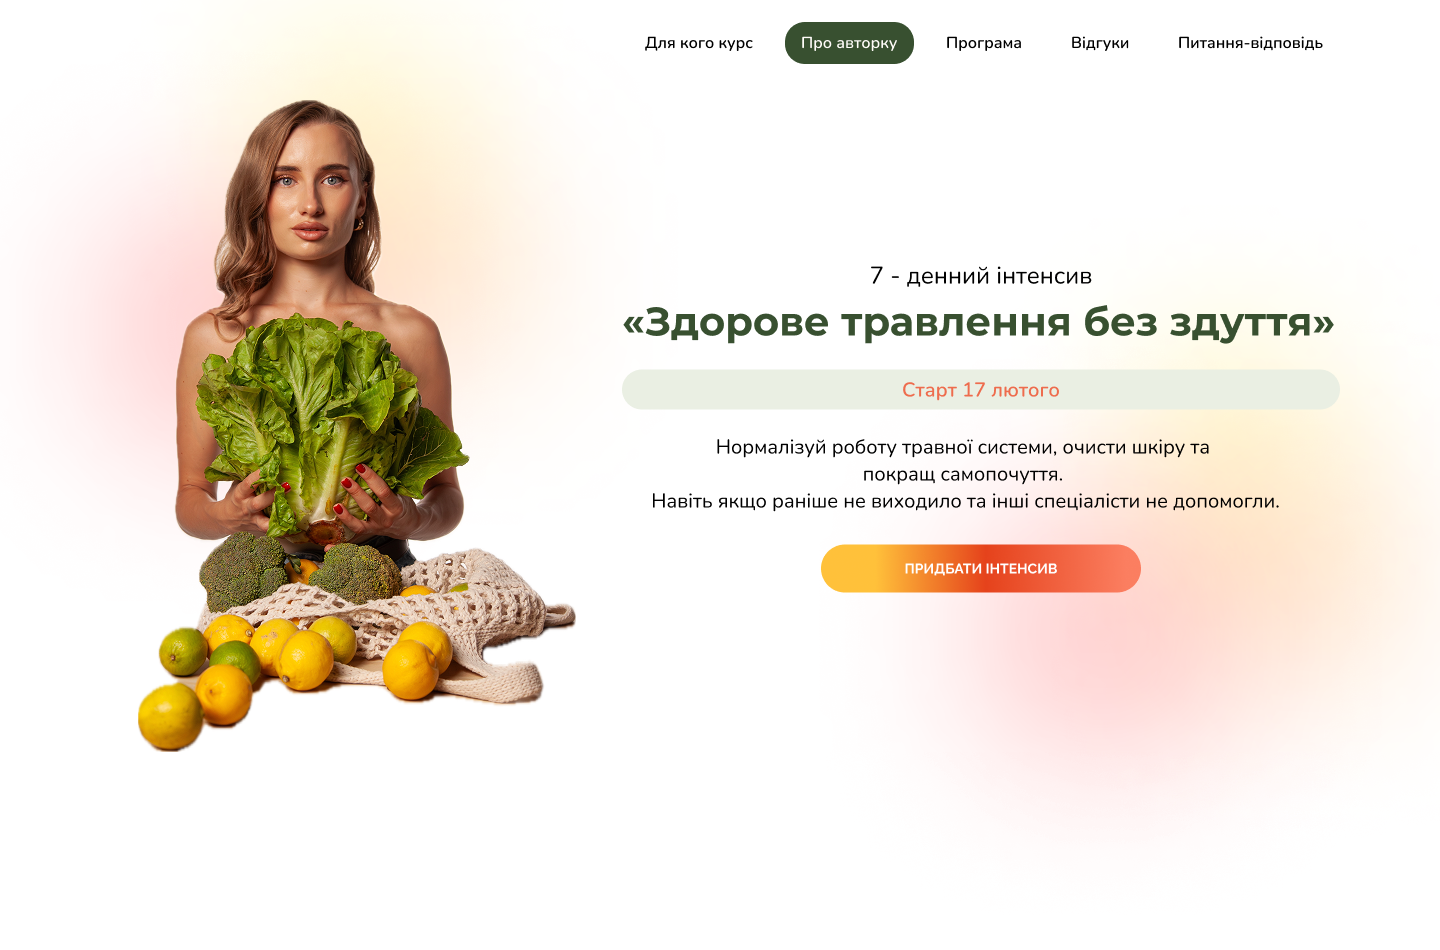 Для кого курс
Про авторку
Програма
Відгуки
Питання-відповідь
7 - денний інтенсив
«Здорове травлення без здуття»
Старт 17 лютого
Нормалізуй роботу травної системи, очисти шкіру та
покращ самопочуття.
Навіть якщо раніше не виходило та інші спеціалісти не допомогли.
ПРИДБАТИ ІНТЕНСИВ